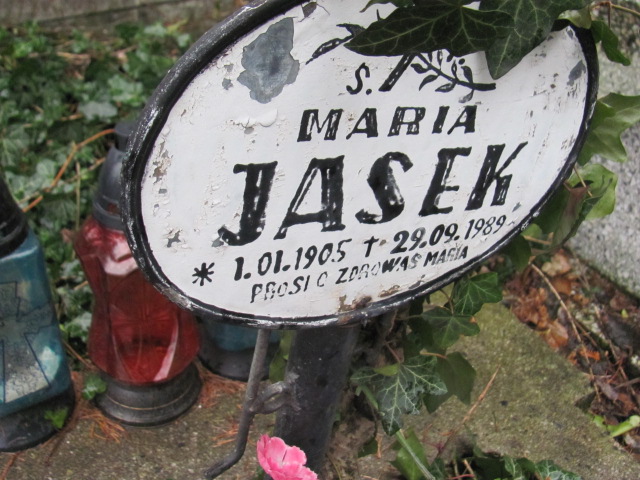 Ś. †
MARIA
JASEK
* 1.01.1905 † 29.09.1989
PROSI O ZDROWAŚ MARIA